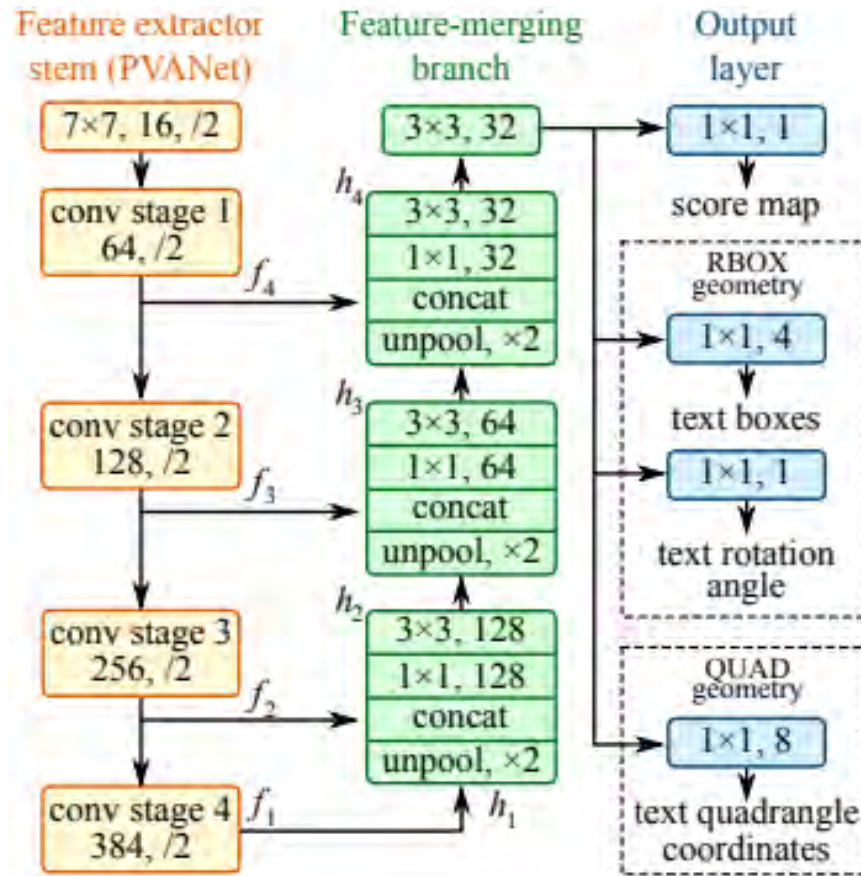 Feature extractor
stem (PVANet)
7×7, 16, /2
conv stage 1
64, /2
f₄
conv stage 2
128, /2
f₃
conv stage 3
256, /2
f₂
conv stage 4
384, /2
f₁
Feature-merging
branch
3×3, 32
h₄
3×3, 32
1×1, 32
concat
unpool, ×2
h₃
3×3, 64
1×1, 64
concat
unpool, ×2
h₂
3×3, 128
1×1, 128
concat
unpool, ×2
h₁
Output
layer
1×1, 1
score map
RBOX
geometry
1×1, 4
text boxes
1×1, 1
text rotation
angle
QUAD
geometry
1×1, 8
text quadrangle
coordinates